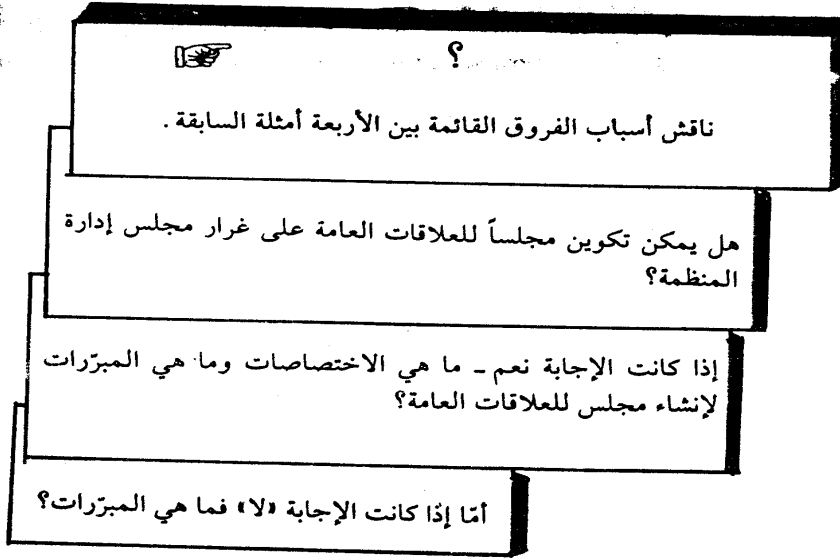 ؟
ناقش أسباب الفروق القائمة بين الأربعة أمثلة السابقة .
هل يمكن تكوين مجلساً للعلاقات العامة على غرار مجلس إدارة
المنظمة؟
إذا كانت الإجابة نعم ـ ما هي الاختصاصات وما هي المبرّرات
لإنشاء مجلس للعلاقات العامة؟
أمّا إذا كانت الإجابة «لا» فما هي المبرّرات؟